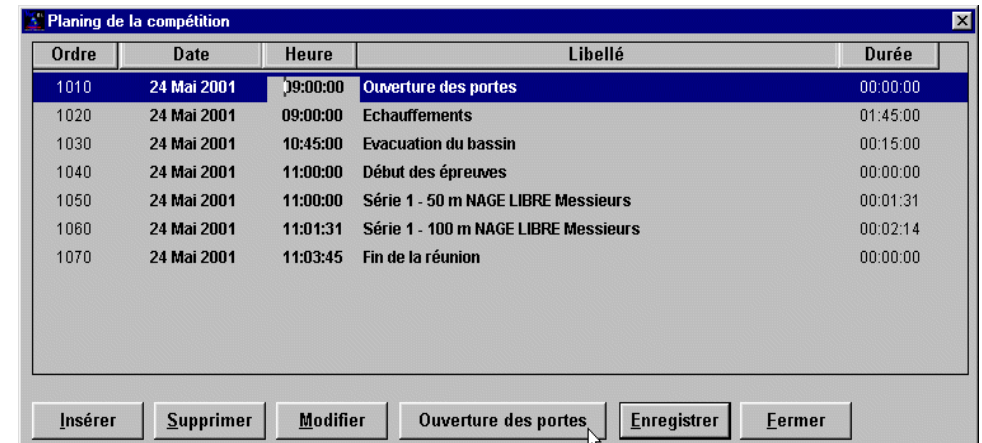 Planing de la compétition
Ordre Date Heure Libellé Durée
1010 24 Mai 2001 09:00:00 Ouverture des portes 00:00:00
1020 24 Mai 2001 09:00:00 Echauffements 01:45:00
1030 24 Mai 2001 10:45:00 Evacuation du bassin 00:15:00
1040 24 Mai 2001 11:00:00 Début des épreuves 00:00:00
1050 24 Mai 2001 11:00:00 Série 1 - 50 m NAGE LIBRE Messieurs 00:01:31
1060 24 Mai 2001 11:01:31 Série 1 - 100 m NAGE LIBRE Messieurs 00:02:14
1070 24 Mai 2001 11:03:45 Fin de la réunion 00:00:00
Insérer Supprimer Modifier Ouverture des portes Enregistrer Fermer